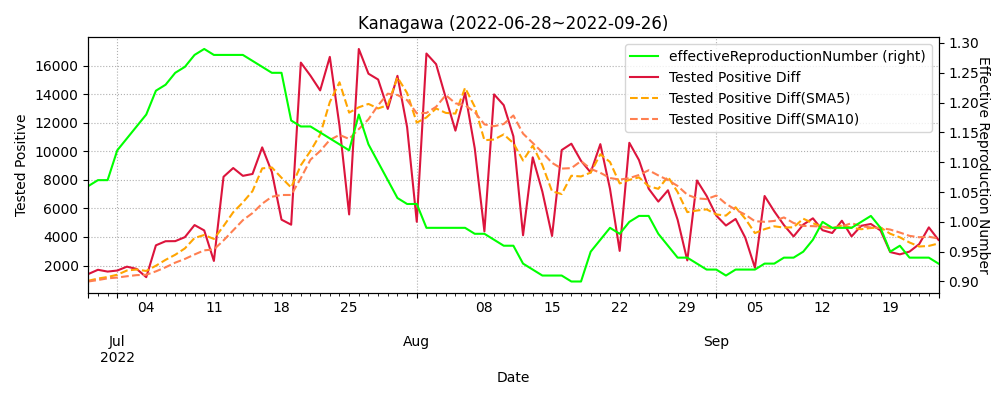 Kanagawa (2022-06-28~2022-09-26)
effectiveReproductionNumber (right)
Tested Positive Diff
Tested Positive Diff(SMA5)
Tested Positive Diff(SMA10)
Tested Positive
16000
14000
12000
10000
8000
6000
4000
2000
Effective Reproduction Number
1.30
1.25
1.20
1.15
1.10
1.05
1.00
0.95
0.90
04 11 18 25 08 15 22 29 05 12 19
Jul Aug Sep
2022
Date